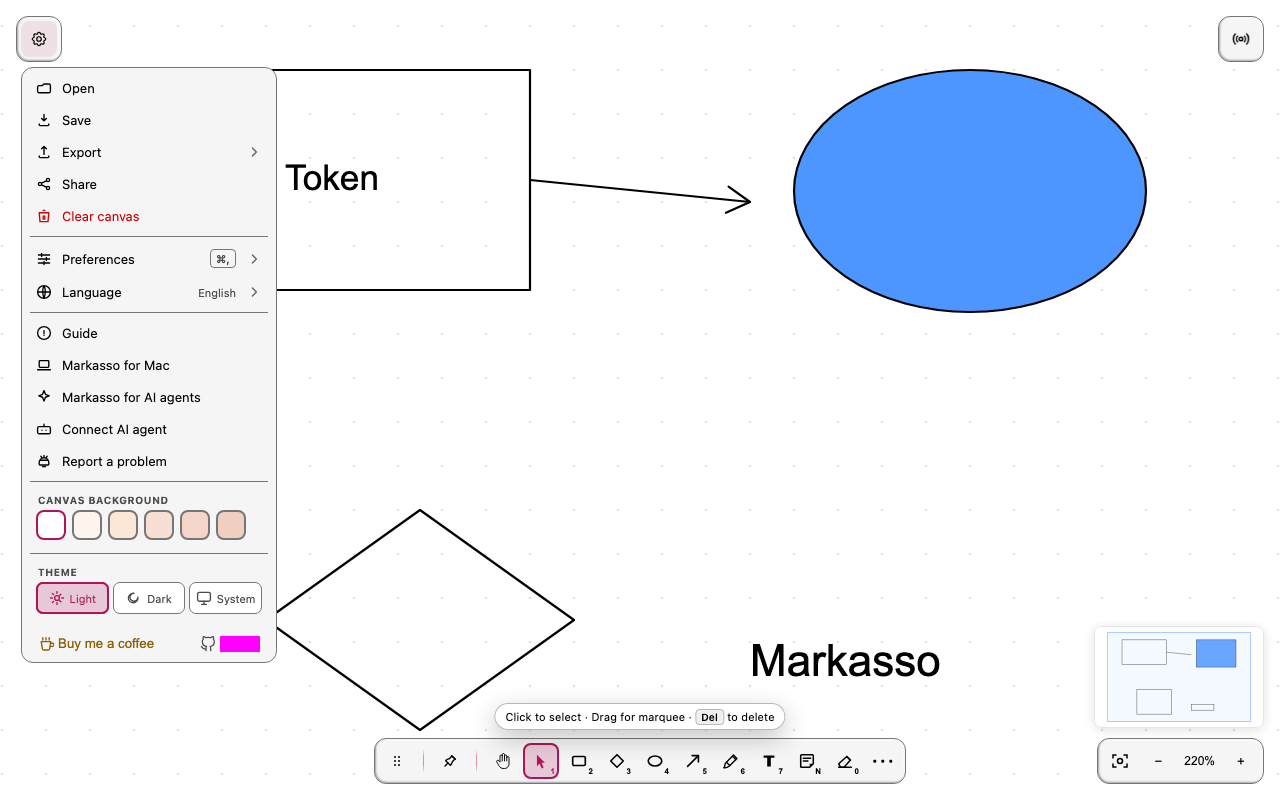 Open
Save
Export
Share
Clear canvas
Preferences ⌘,
Language English
Guide
Markasso for Mac
Markasso for AI agents
Connect AI agent
Report a problem
CANVAS BACKGROUND
THEME
Light Dark System
Buy me a coffee
Token
Markasso
Click to select · Drag for marquee · Del to delete
1 2 3 4 5 6 T 7 N 0
220%